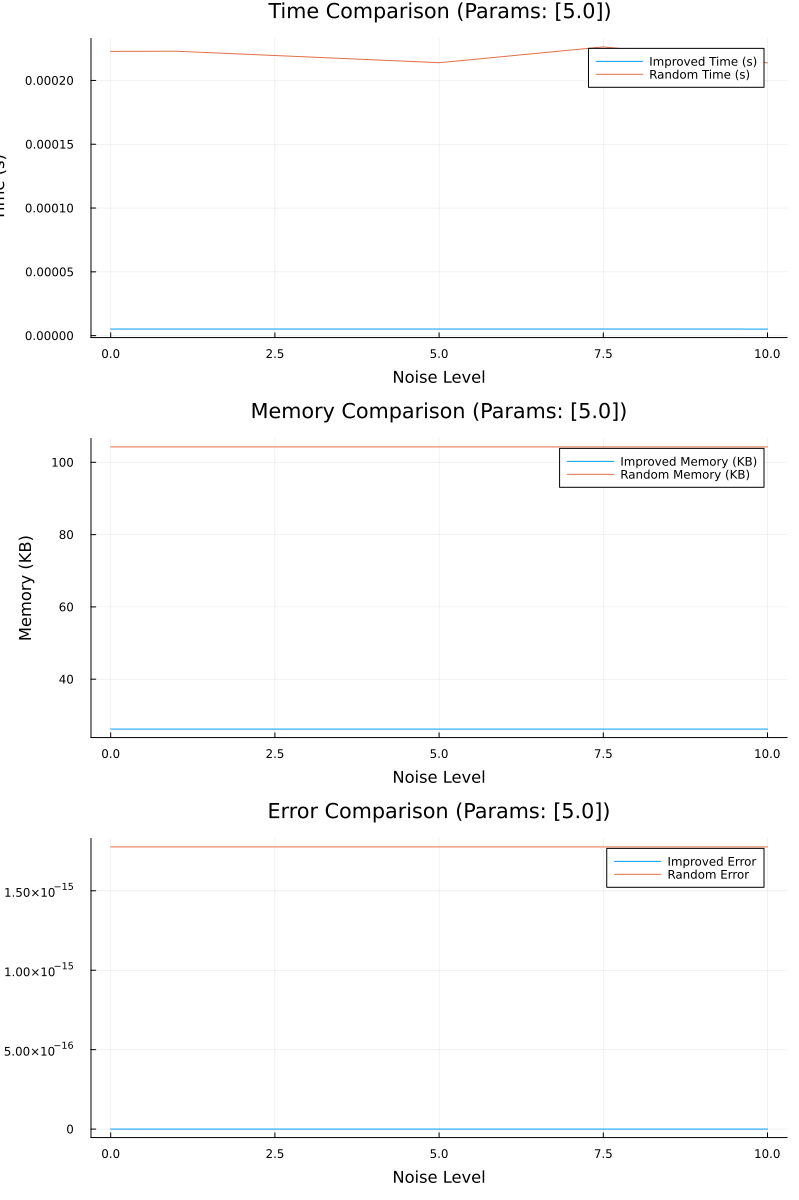 Time Comparison (Params: [5.0])
0.00020
0.00015
0.00010
0.00005
0.00000
Improved Time (s)
Random Time (s)
0.0 2.5 5.0 7.5 10.0
Noise Level
Memory Comparison (Params: [5.0])
Memory (KB)
100
80
60
40
Improved Memory (KB)
Random Memory (KB)
0.0 2.5 5.0 7.5 10.0
Noise Level
Error Comparison (Params: [5.0])
1.50×10⁻¹⁵
1.00×10⁻¹⁵
5.00×10⁻¹⁶
0
Improved Error
Random Error
0.0 2.5 5.0 7.5 10.0
Noise Level